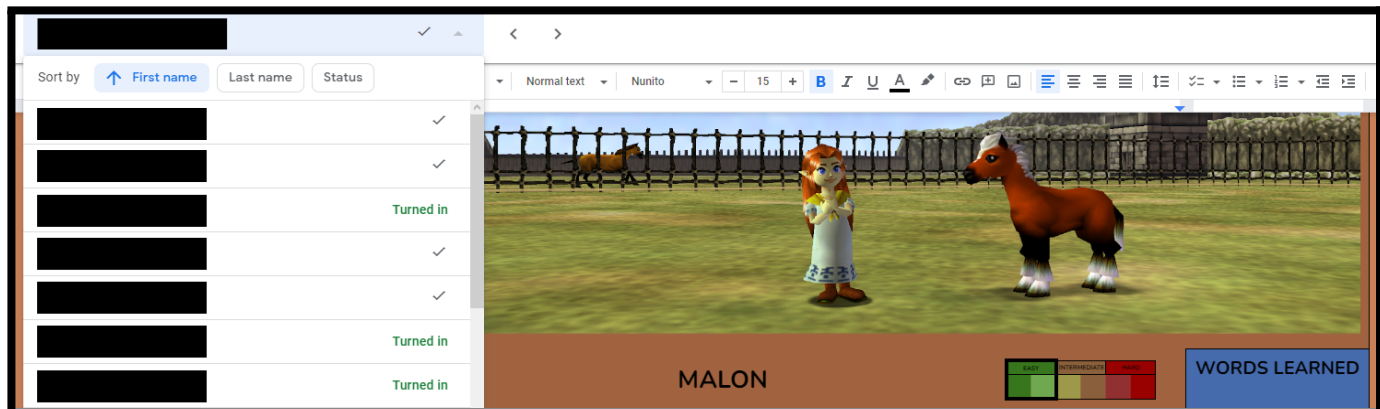 Sort by First name Last name Status
Normal text Nunito - 15 + B I U A
Turned in
Turned in
Turned in
MALON
EASY INTERMEDIATE HARD
WORDS LEARNED